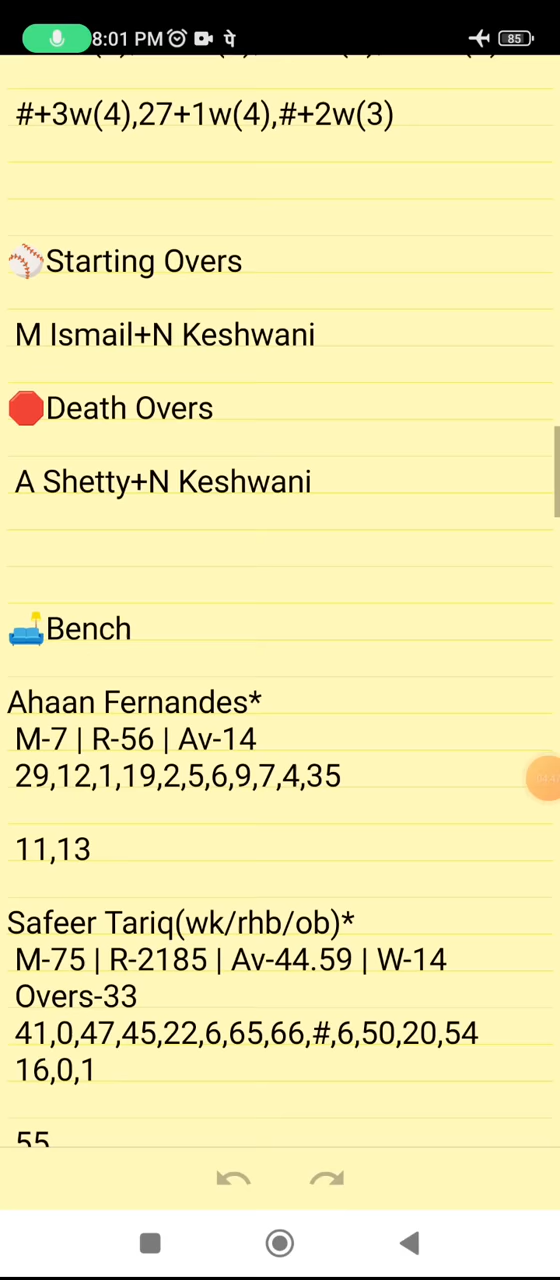 8:01 PM पे 85
#+3w(4),27+1w(4),#+2w(3)
Starting Overs
M Ismail+N Keshwani
Death Overs
A Shetty+N Keshwani
Bench
Ahaan Fernandes*
M-7 | R-56 | Av-14
29,12,1,19,2,5,6,9,7,4,35
11,13
Safeer Tariq(wk/rhb/ob)*
M-75 | R-2185 | Av-44.59 | W-14
Overs-33
41,0,47,45,22,6,65,66,#,6,50,20,54
16,0,1
55